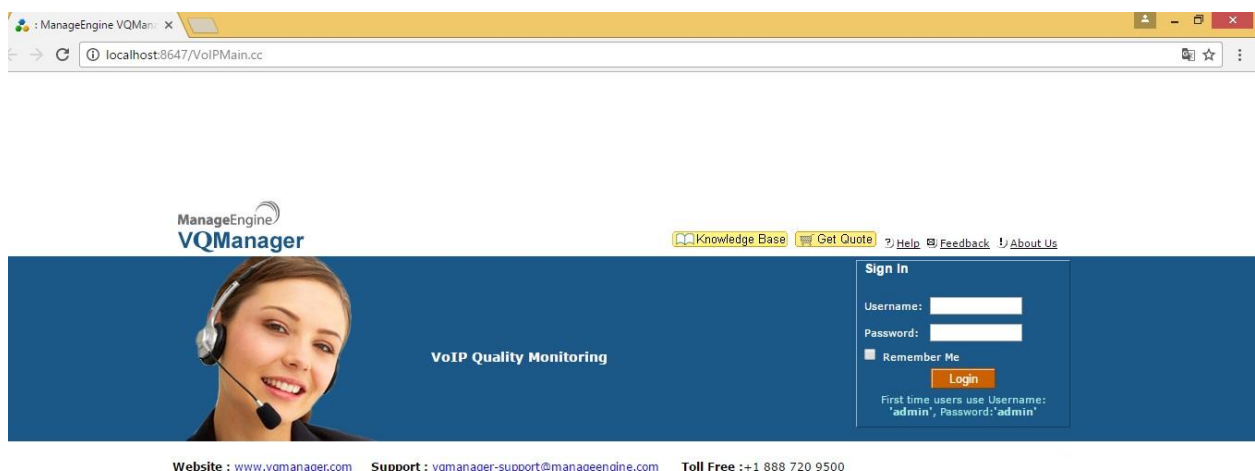 : ManageEngine VQMana
localhost:8647/VoIPMain.cc
ManageEngine
VQManager
Knowledge Base Get Quote Help Feedback About Us
Sign In
Username:
Password:
VoIP Quality Monitoring
Remember Me
Login
First time users use Username:
'admin', Password:'admin'
Website : www.vqmanager.com Support : vqmanager-support@manageengine.com Toll Free :+1 888 720 9500